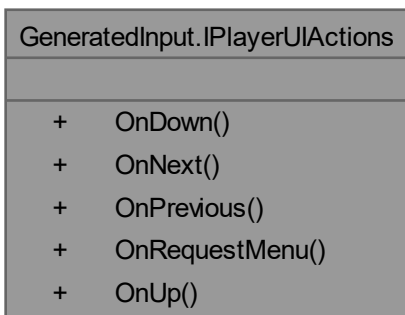 GeneratedInput.IPlayerUIActions
+ OnDown()
+ OnNext()
+ OnPrevious()
+ OnRequestMenu()
+ OnUp()